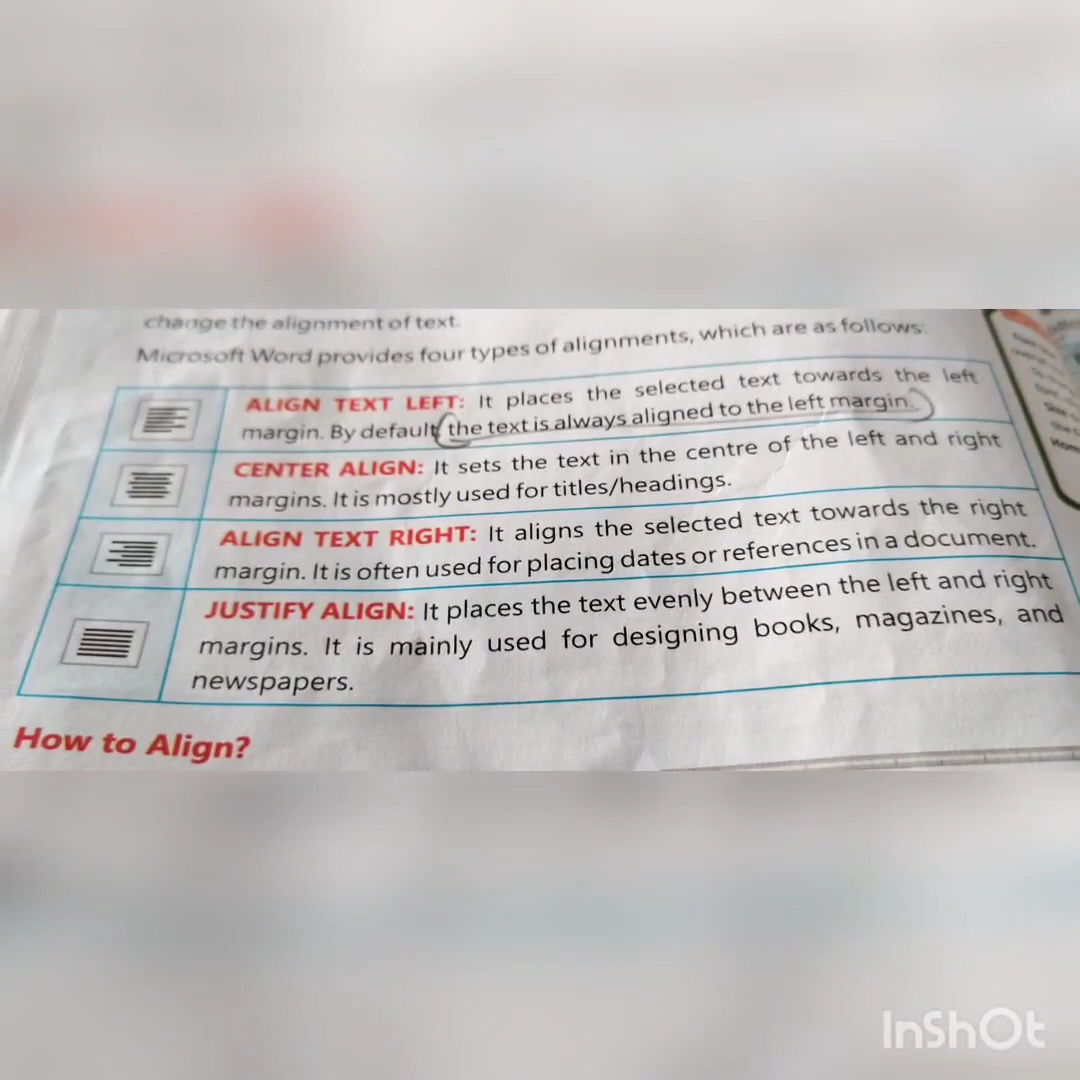 change the alignment of text.
Microsoft Word provides four types of alignments, which are as follows:
ALIGN TEXT LEFT: It places the selected text towards the left
margin. By default, the text is always aligned to the left margin.
CENTER ALIGN: It sets the text in the centre of the left and right
margins. It is mostly used for titles/headings.
ALIGN TEXT RIGHT: It aligns the selected text towards the right
margin. It is often used for placing dates or references in a document.
JUSTIFY ALIGN: It places the text evenly between the left and right
margins. It is mainly used for designing books, magazines, and
newspapers.
How to Align?
InShOt